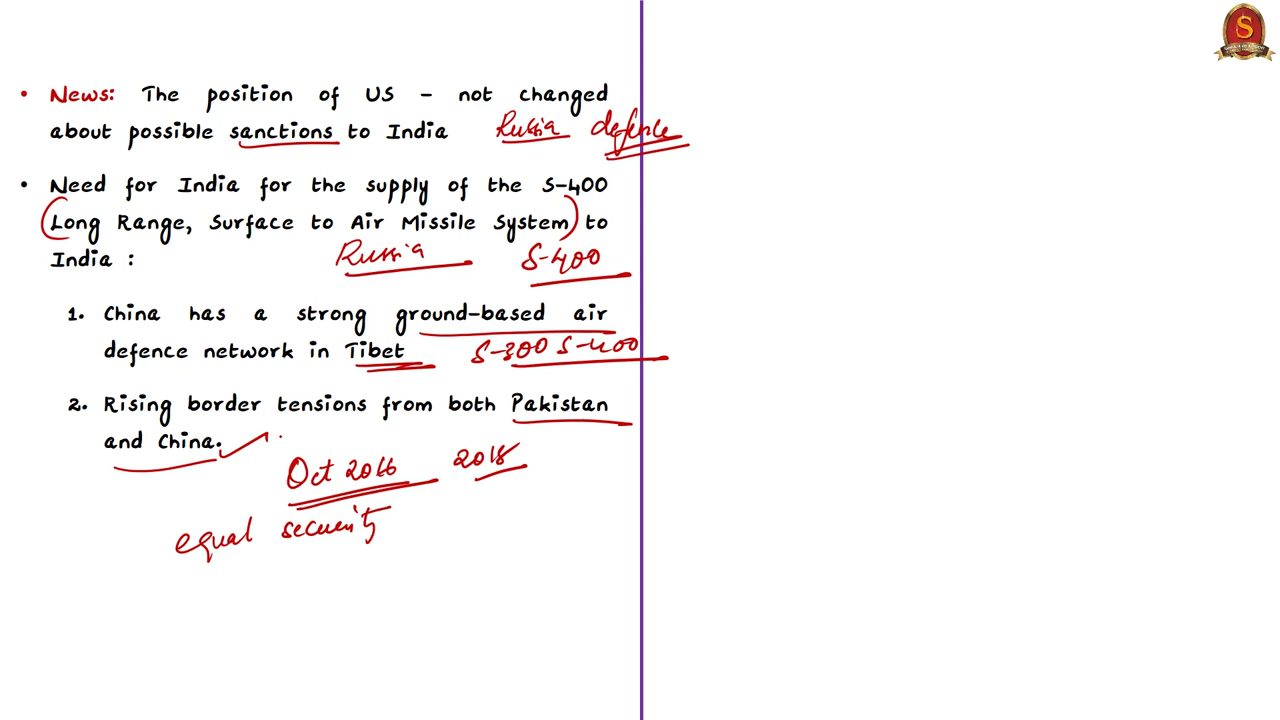 • News: The position of US – not changed
about possible sanctions to India Russia defence
• Need for India for the supply of the S-400
(Long Range, Surface to Air Missile System) to
India : Russia S-400
1. China has a strong ground-based air
defence network in Tibet S-300 S-400
2. Rising border tensions from both Pakistan
and China.
Oct 2016 2018
equal security
S